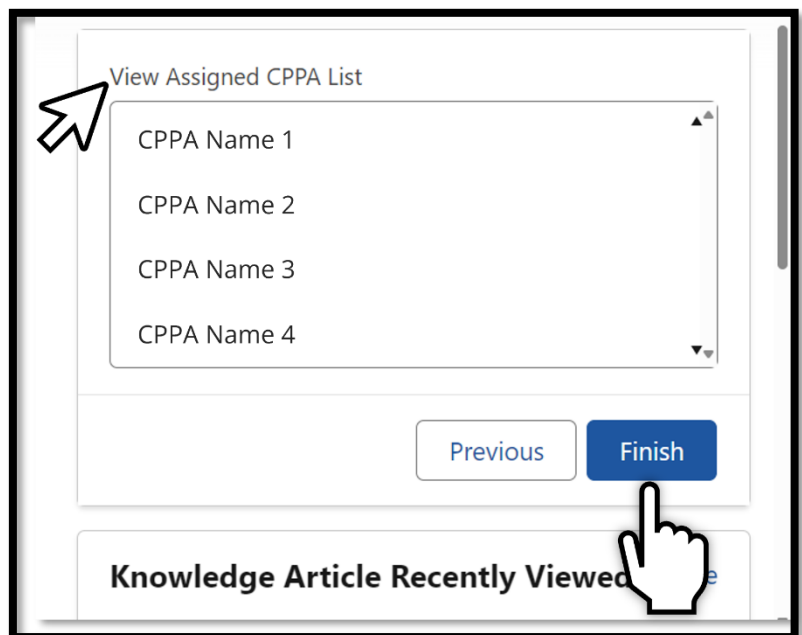 View Assigned CPPA List
CPPA Name 1
CPPA Name 2
CPPA Name 3
CPPA Name 4
Previous
Finish
Knowledge Article Recently Viewed